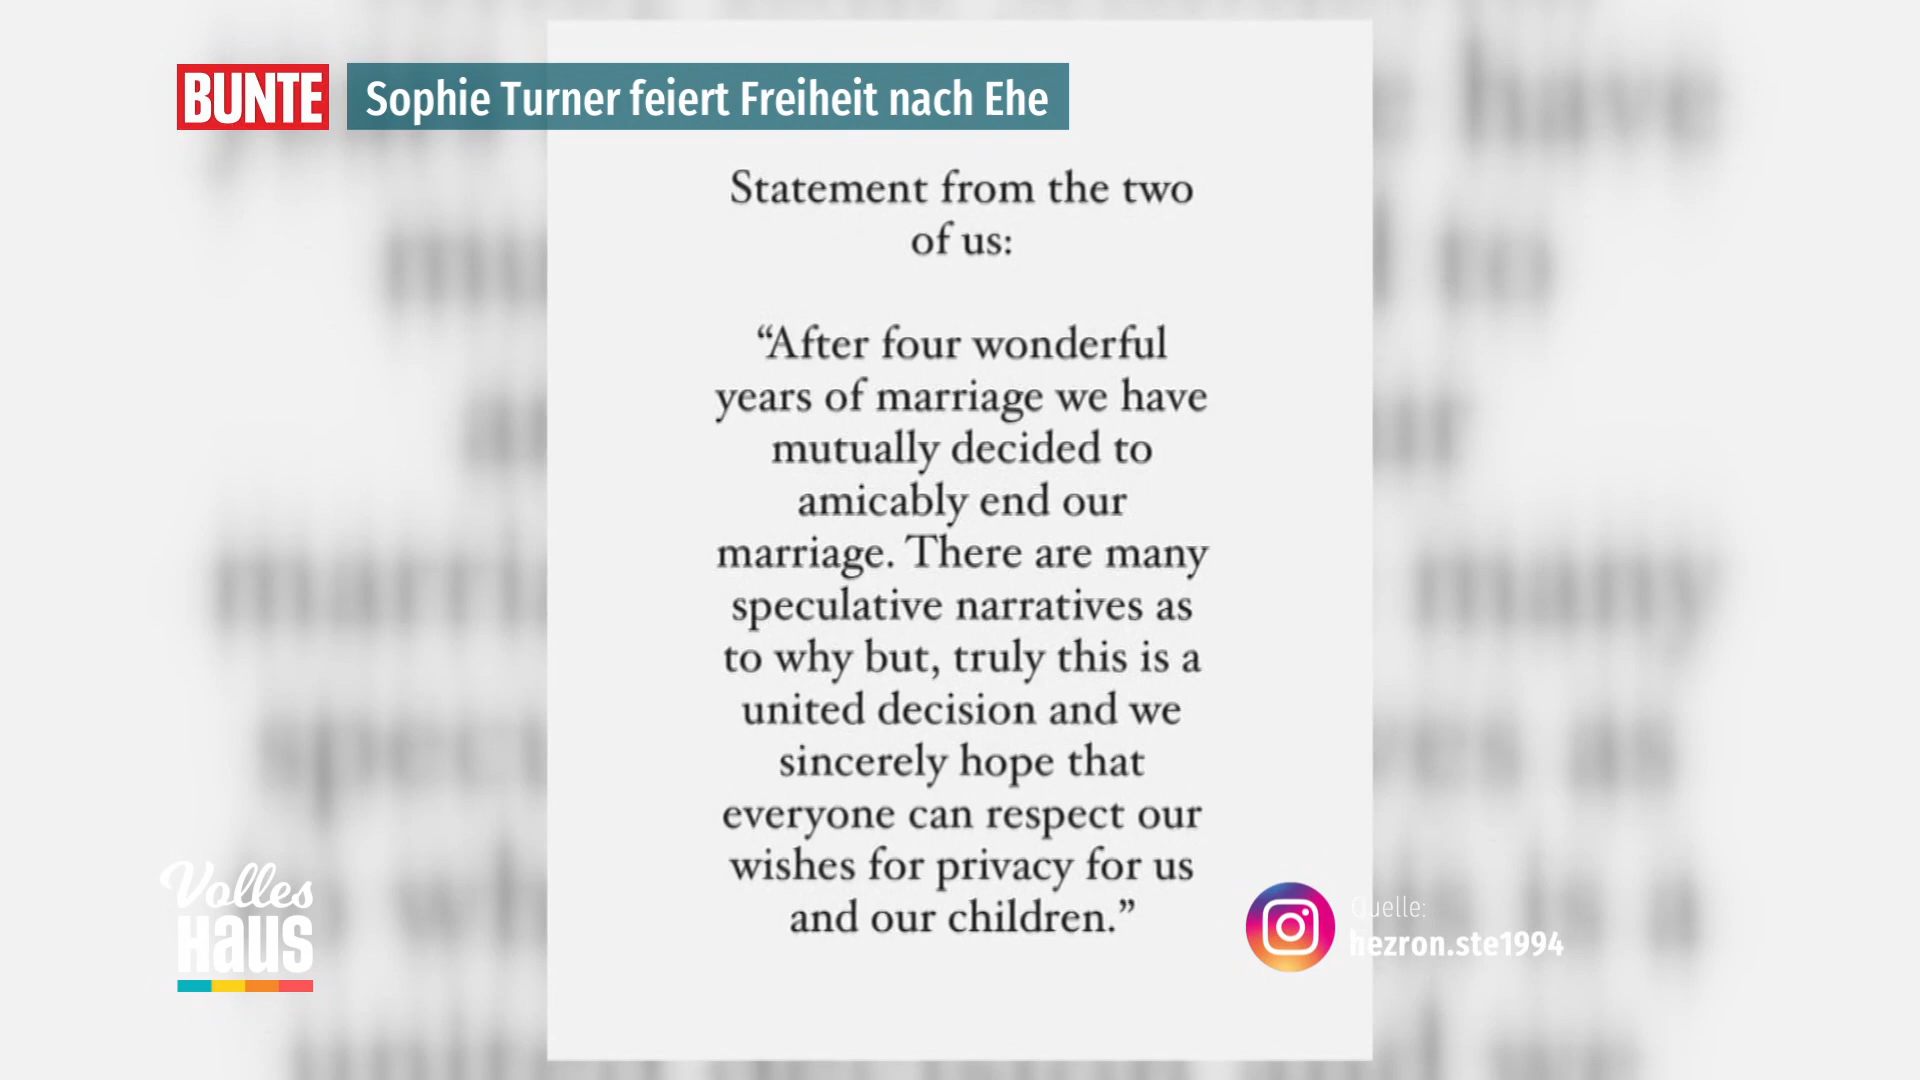 BUNTE Sophie Turner feiert Freiheit nach Ehe
Statement from the two
of us:
“After four wonderful
years of marriage we have
mutually decided to
amicably end our
marriage. There are many
speculative narratives as
to why but, truly this is a
united decision and we
sincerely hope that
everyone can respect our
wishes for privacy for us
and our children.”
Volles
HAUS
Quelle:
hezron.ste1994